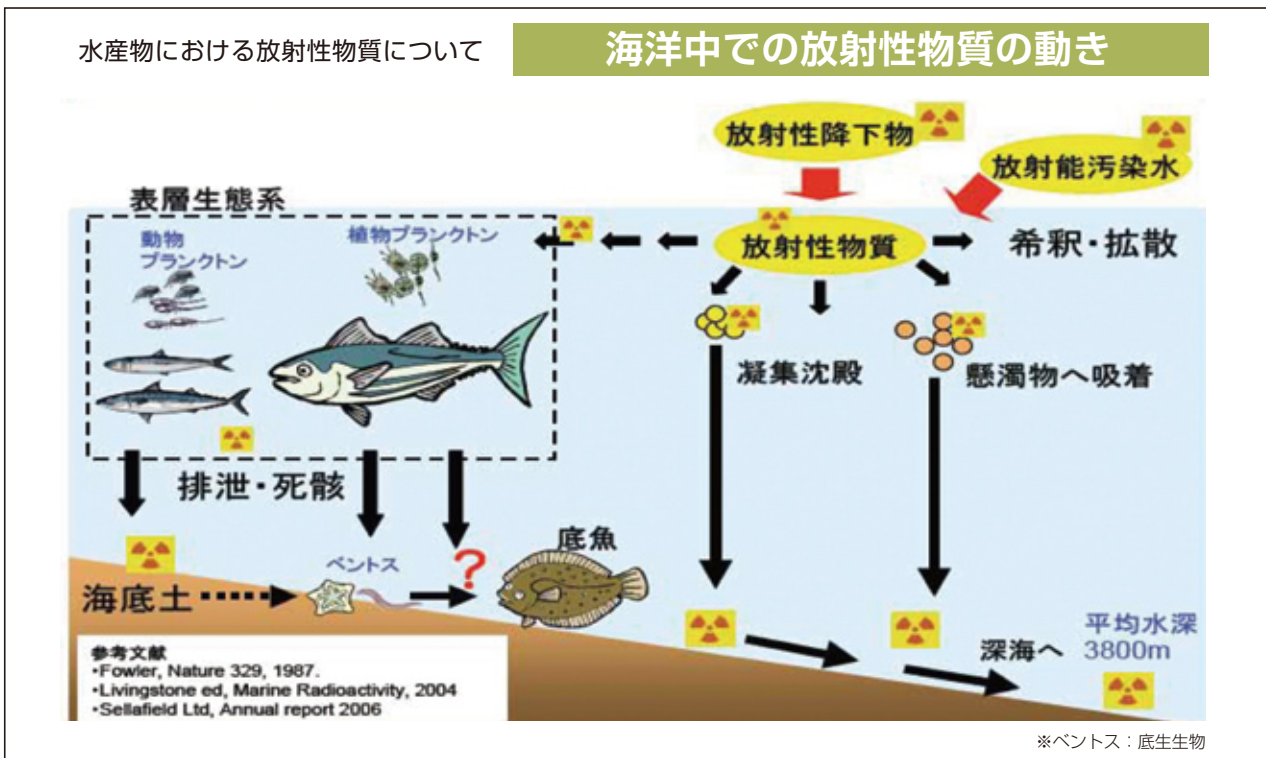 水産物における放射性物質について
海洋中での放射性物質の動き
放射性降下物
放射能汚染水
表層生態系
動物
プランクトン
植物プランクトン
放射性物質
希釈・拡散
凝集沈殿
懸濁物へ吸着
排泄・死骸
底魚
ベントス
?
海底土
平均水深
3800m
深海へ
参考文献
・Fowler, Nature 329, 1987.
・Livingstone ed, Marine Radioactivity, 2004
・Sellafield Ltd, Annual report 2006
※ベントス：底生生物